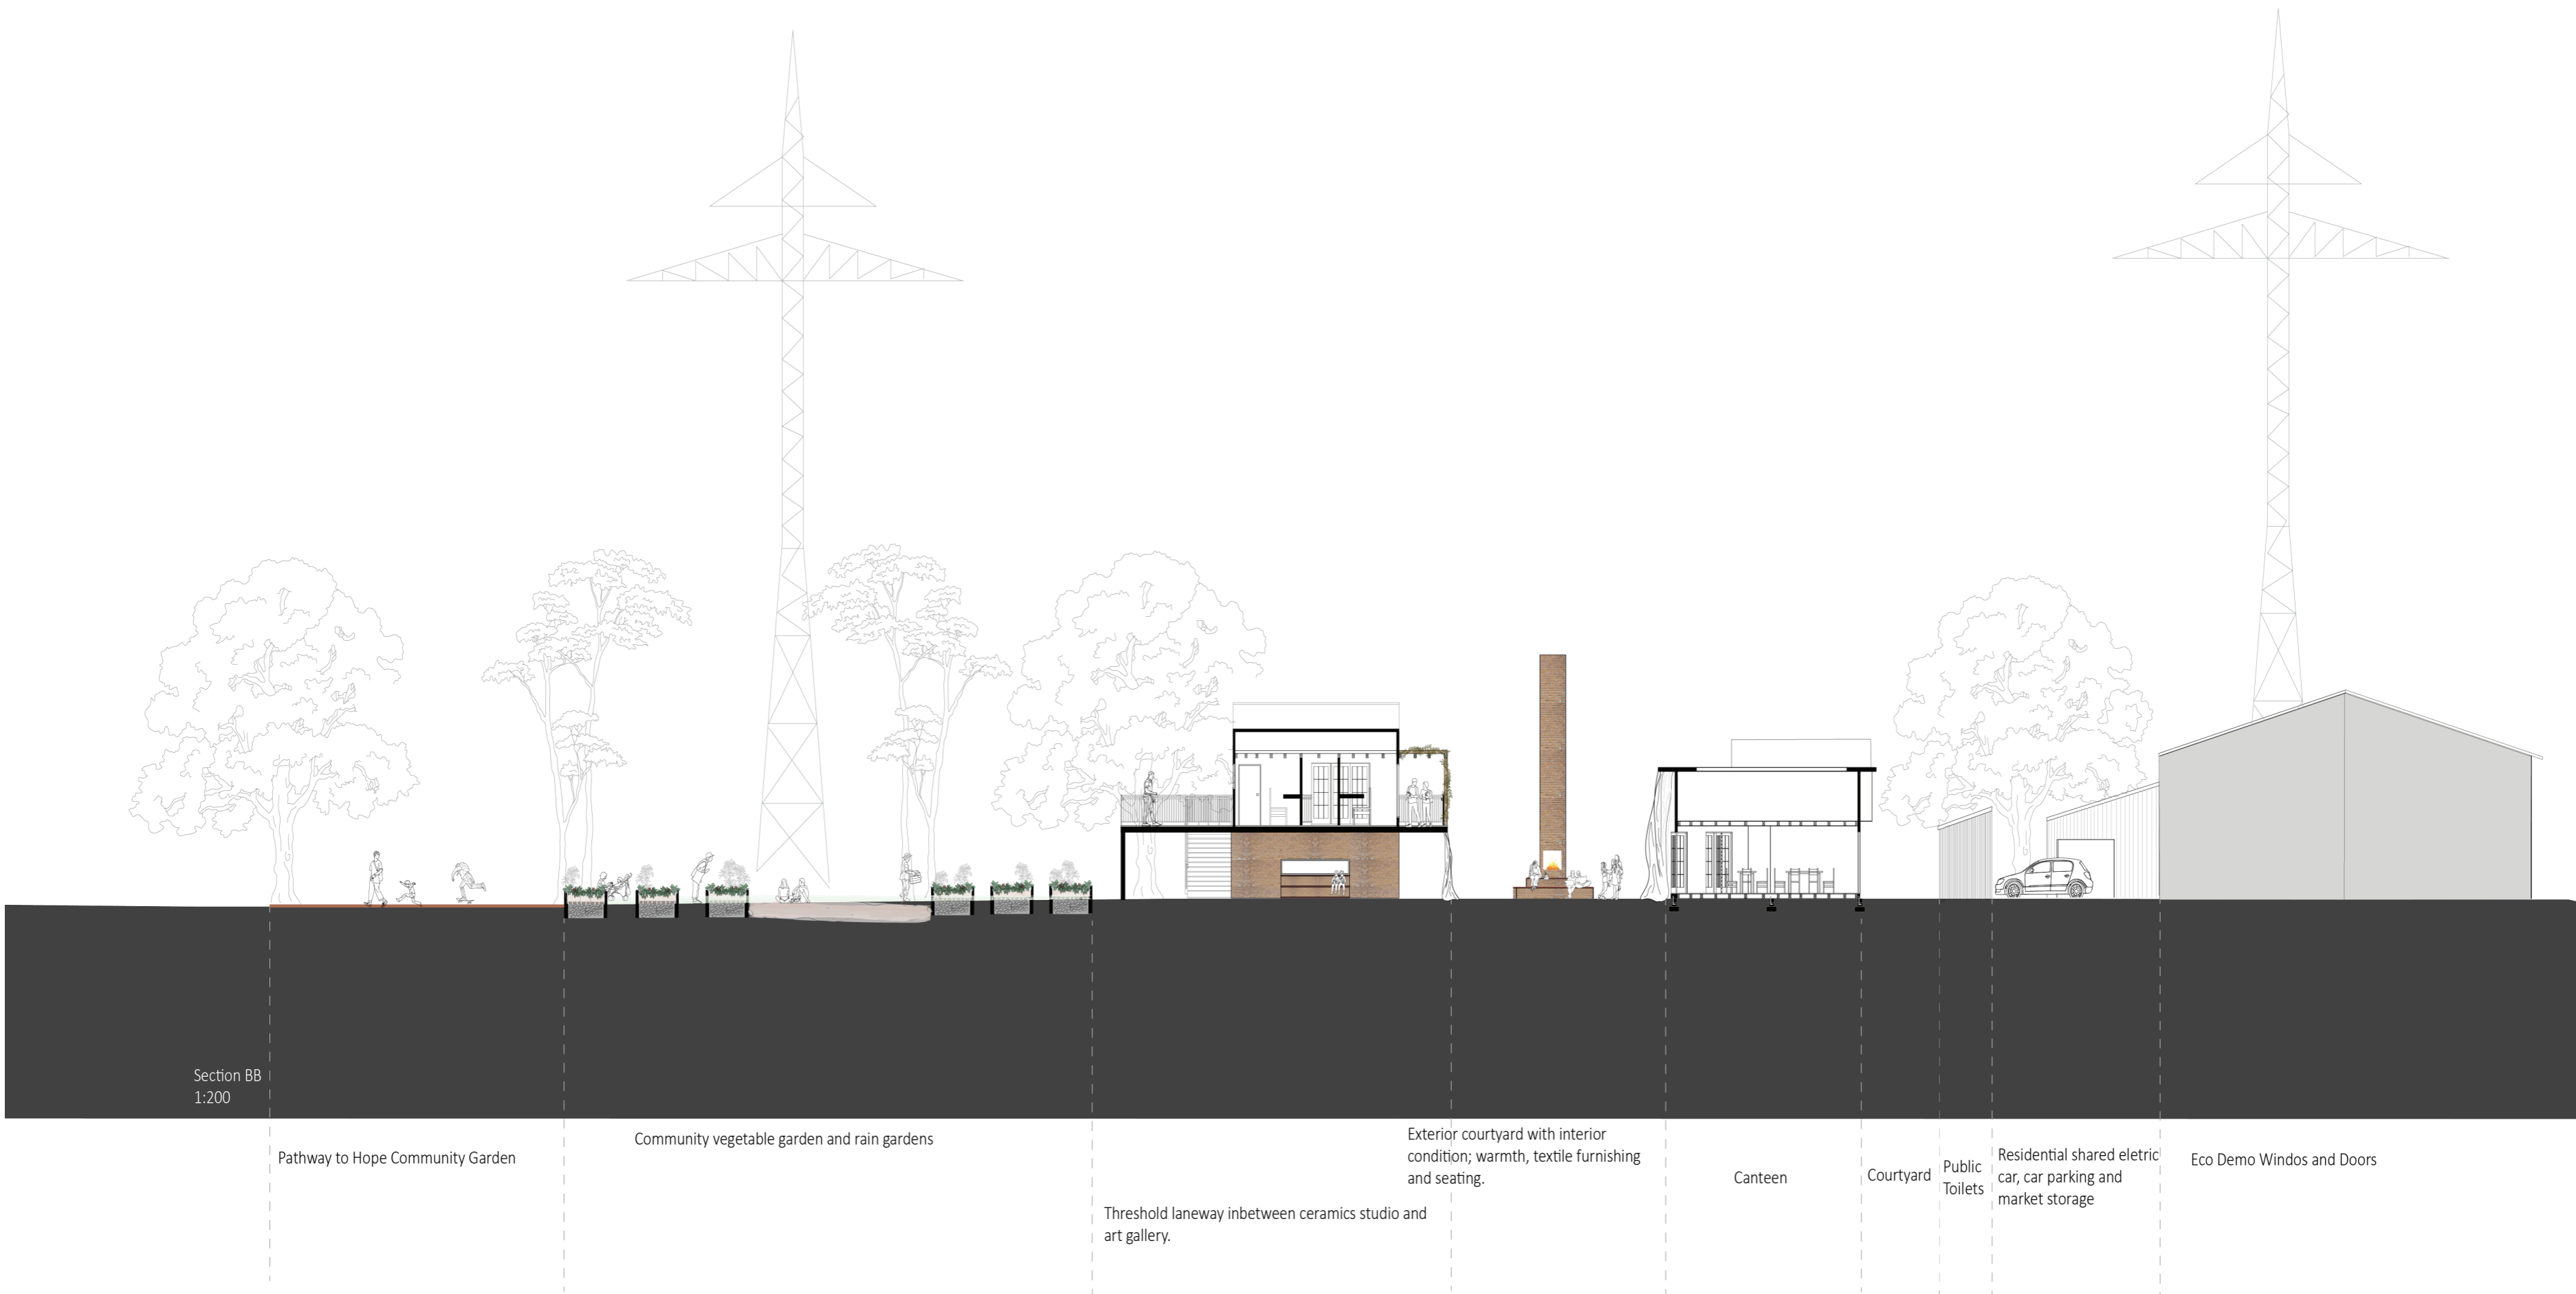 Section BB
1:200
Pathway to Hope Community Garden
Community vegetable garden and rain gardens
Threshold laneway inbetween ceramics studio and
art gallery.
Exterior courtyard with interior
condition; warmth, textile furnishing
and seating.
Canteen
Courtyard
Public
Toilets
Residential shared eletric
car, car parking and
market storage
Eco Demo Windos and Doors